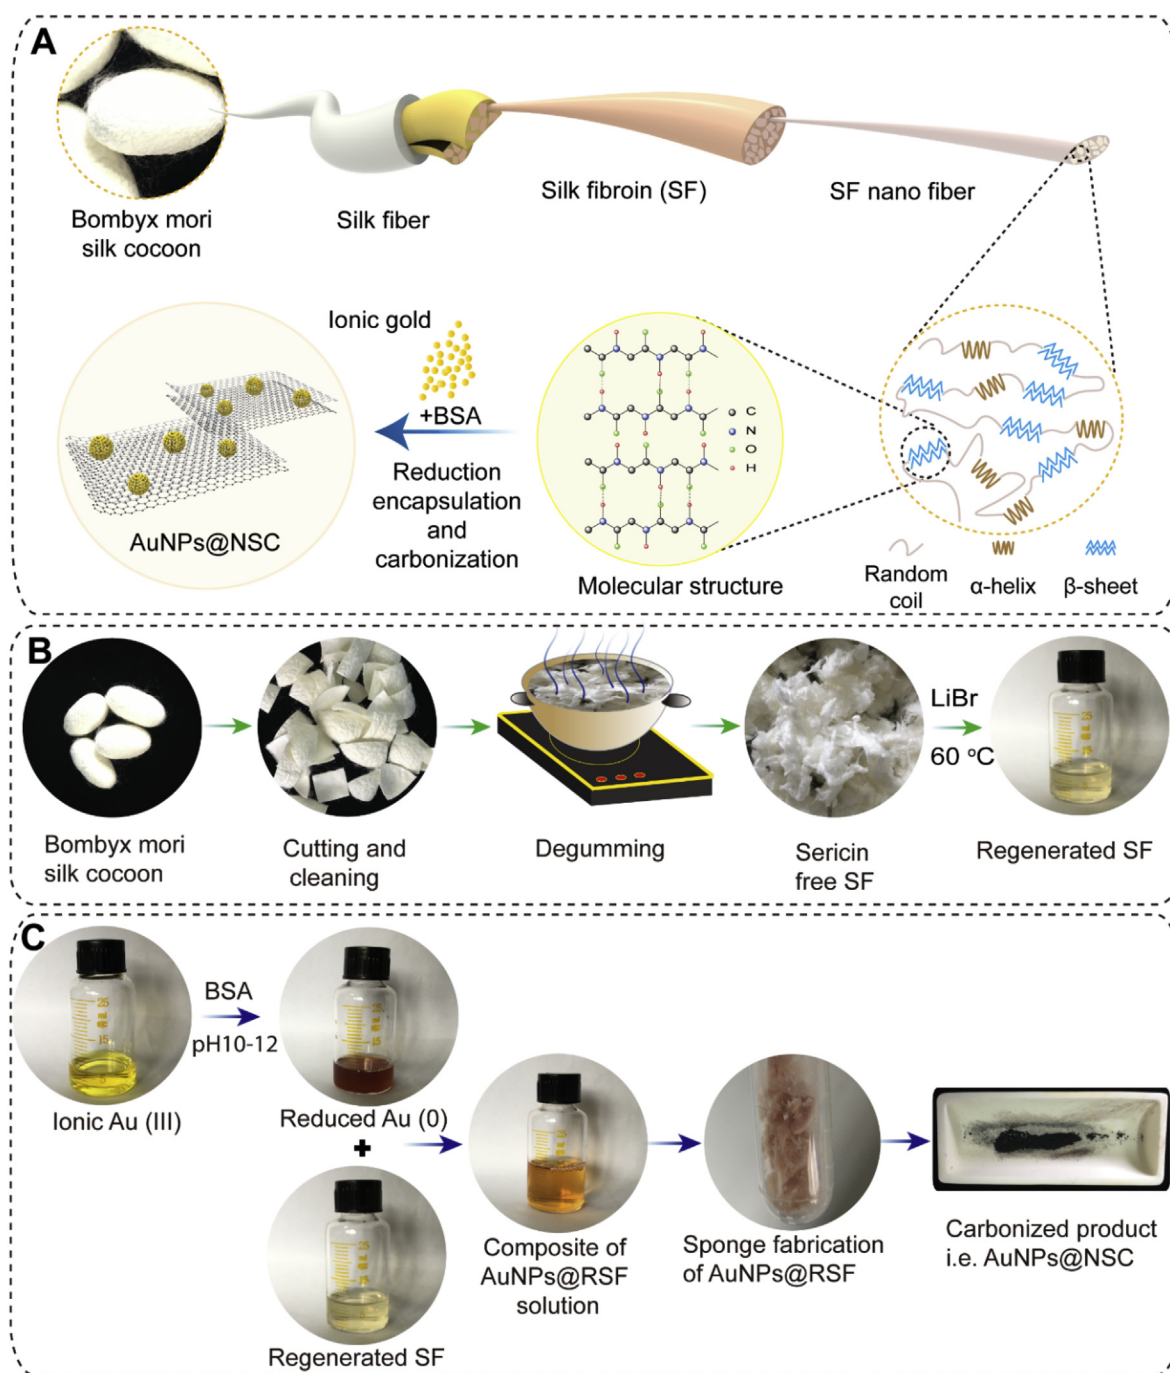 A
Bombyx mori
silk cocoon
Silk fiber
Silk fibroin (SF)
SF nano fiber
Ionic gold
+BSA
Reduction
encapsulation
and
carbonization
AuNPs@NSC
C
N
O
H
Molecular structure
Random
coil
α-helix
β-sheet
B
Bombyx mori
silk cocoon
Cutting and
cleaning
Degumming
Sericin
free SF
LiBr
60 °C
Regenerated SF
C
Ionic Au (III)
BSA
pH10-12
Reduced Au (0)
+
Regenerated SF
Composite of
AuNPs@RSF
solution
Sponge fabrication
of AuNPs@RSF
Carbonized product
i.e. AuNPs@NSC